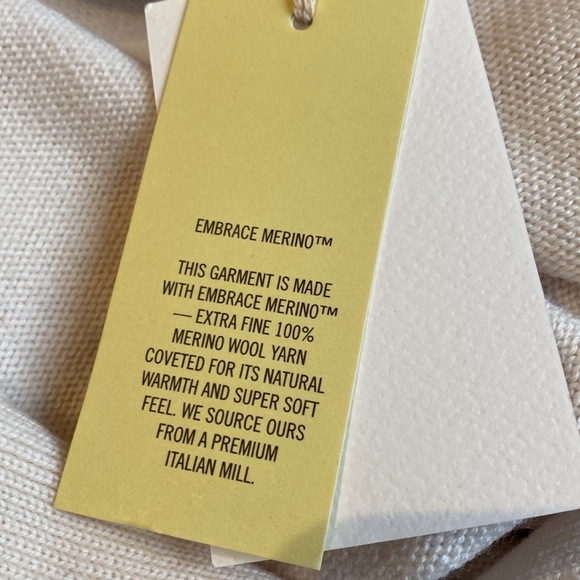 EMBRACE MERINO™
THIS GARMENT IS MADE
WITH EMBRACE MERINO™
— EXTRA FINE 100%
MERINO WOOL YARN
COVETED FOR ITS NATURAL
WARMTH AND SUPER SOFT
FEEL. WE SOURCE OURS
FROM A PREMIUM
ITALIAN MILL.